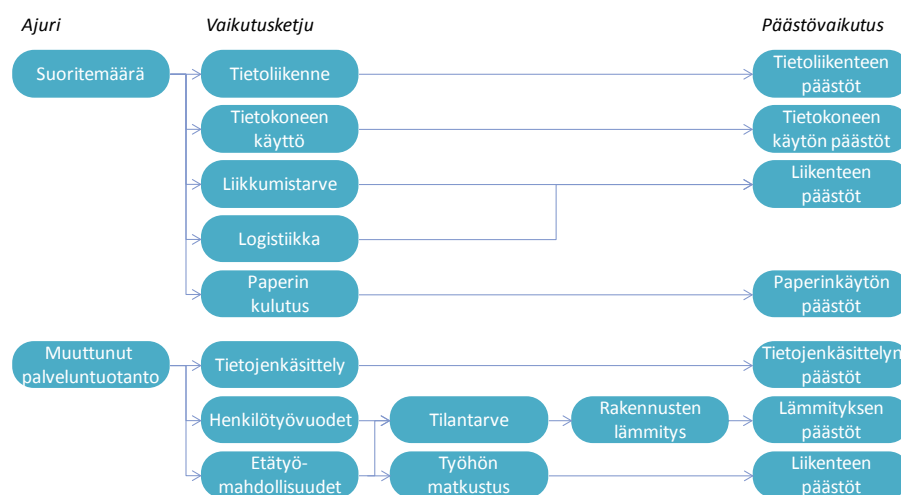 Ajuri
Vaikutusketju
Päästövaikutus
Suoritemäärä
Tietoliikenne
Tietoliikenteen
päästöt
Tietokoneen
käyttö
Tietokoneen
käytön päästöt
Liikkumistarve
Liikenteen
päästöt
Logistiikka
Paperin
kulutus
Paperinkäytön
päästöt
Muuttunut
palveluntuotanto
Tietojenkäsittely
Tietojenkäsittelyn
päästöt
Henkilötyövuodet
Tilantarve
Rakennusten
lämmitys
Lämmityksen
päästöt
Etätyö-
mahdollisuudet
Työhön
matkustus
Liikenteen
päästöt